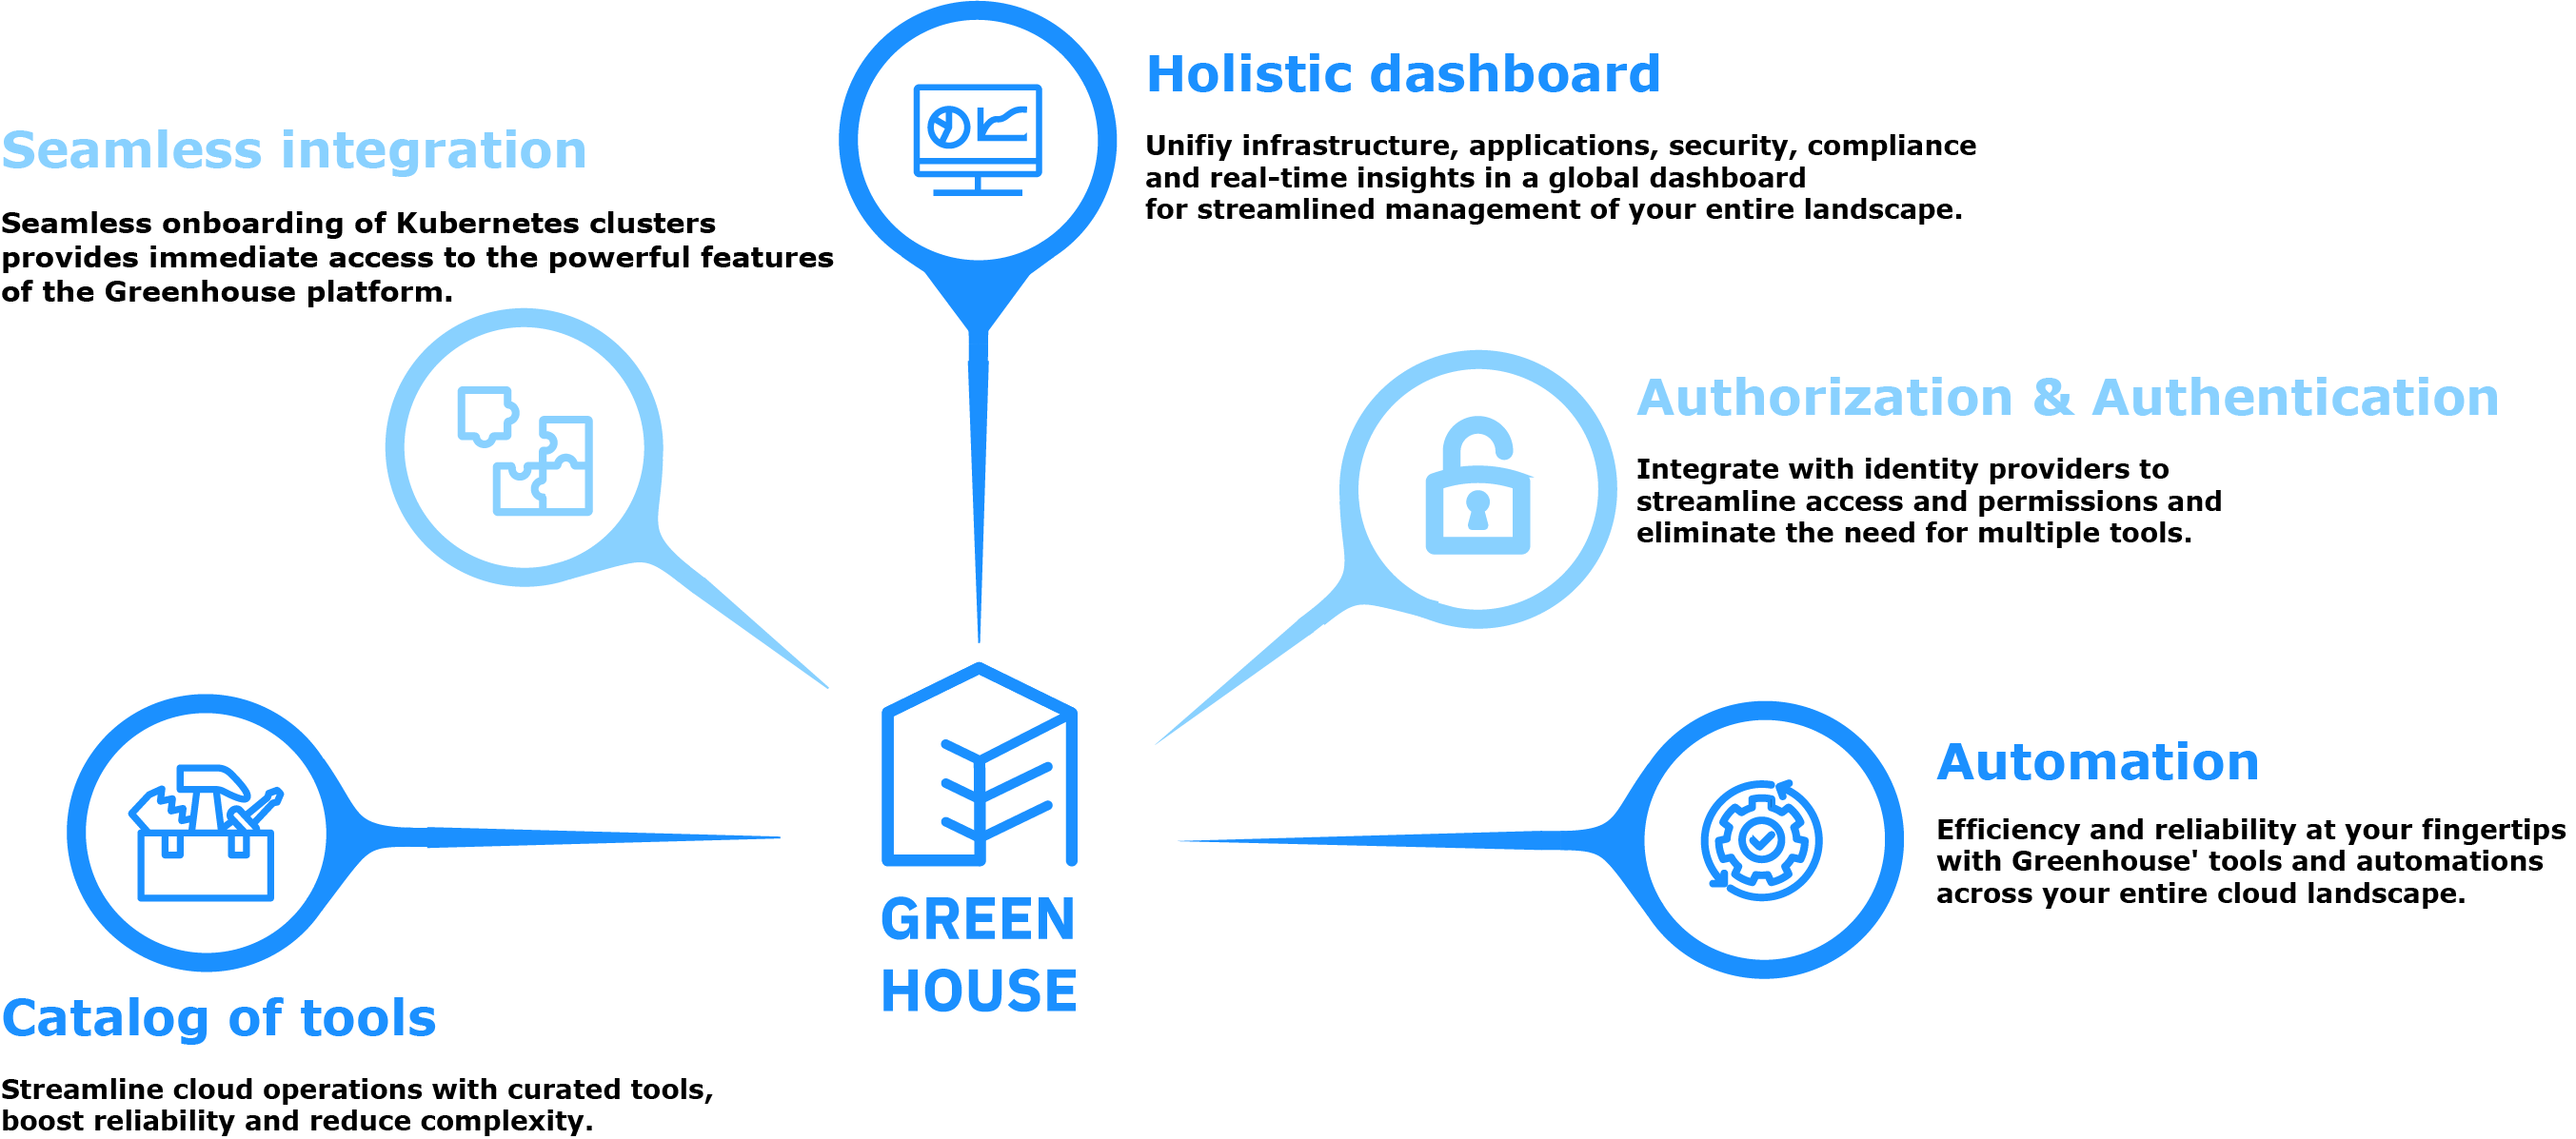 Holistic dashboard
Unifiy infrastructure, applications, security, compliance
and real-time insights in a global dashboard
for streamlined management of your entire landscape.
Seamless integration
Seamless onboarding of Kubernetes clusters
provides immediate access to the powerful features
of the Greenhouse platform.
Authorization & Authentication
Integrate with identity providers to
streamline access and permissions and
eliminate the need for multiple tools.
Automation
Efficiency and reliability at your fingertips
with Greenhouse' tools and automations
across your entire cloud landscape.
GREEN
HOUSE
Catalog of tools
Streamline cloud operations with curated tools,
boost reliability and reduce complexity.